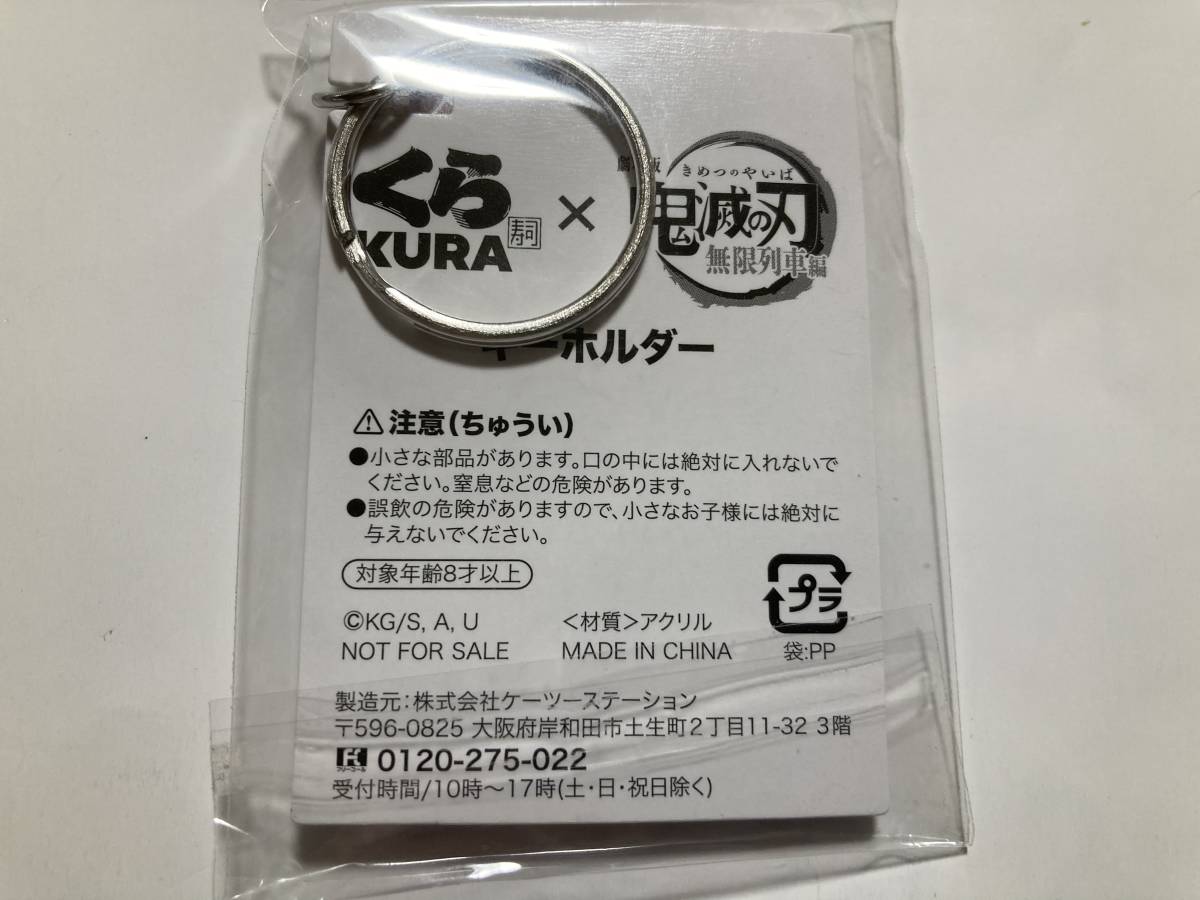 くら
KURA
寿司
×
きめつのやいば
鬼滅の刃
無限列車編
キーホルダー
⚠注意(ちゅうい)
●小さな部品があります。口の中には絶対に入れないで
ください。窒息などの危険があります。
●誤飲の危険がありますので、小さなお子様には絶対に
与えないでください。
対象年齢8才以上
©KG/S, A, U
<材質>アクリル
プラ
NOT FOR SALE
MADE IN CHINA
袋:PP
製造元:株式会社ケーツーステーション
〒596-0825 大阪府岸和田市土生町2丁目11-32 3階
0120-275-022
受付時間/10時〜17時(土・日・祝日除く)